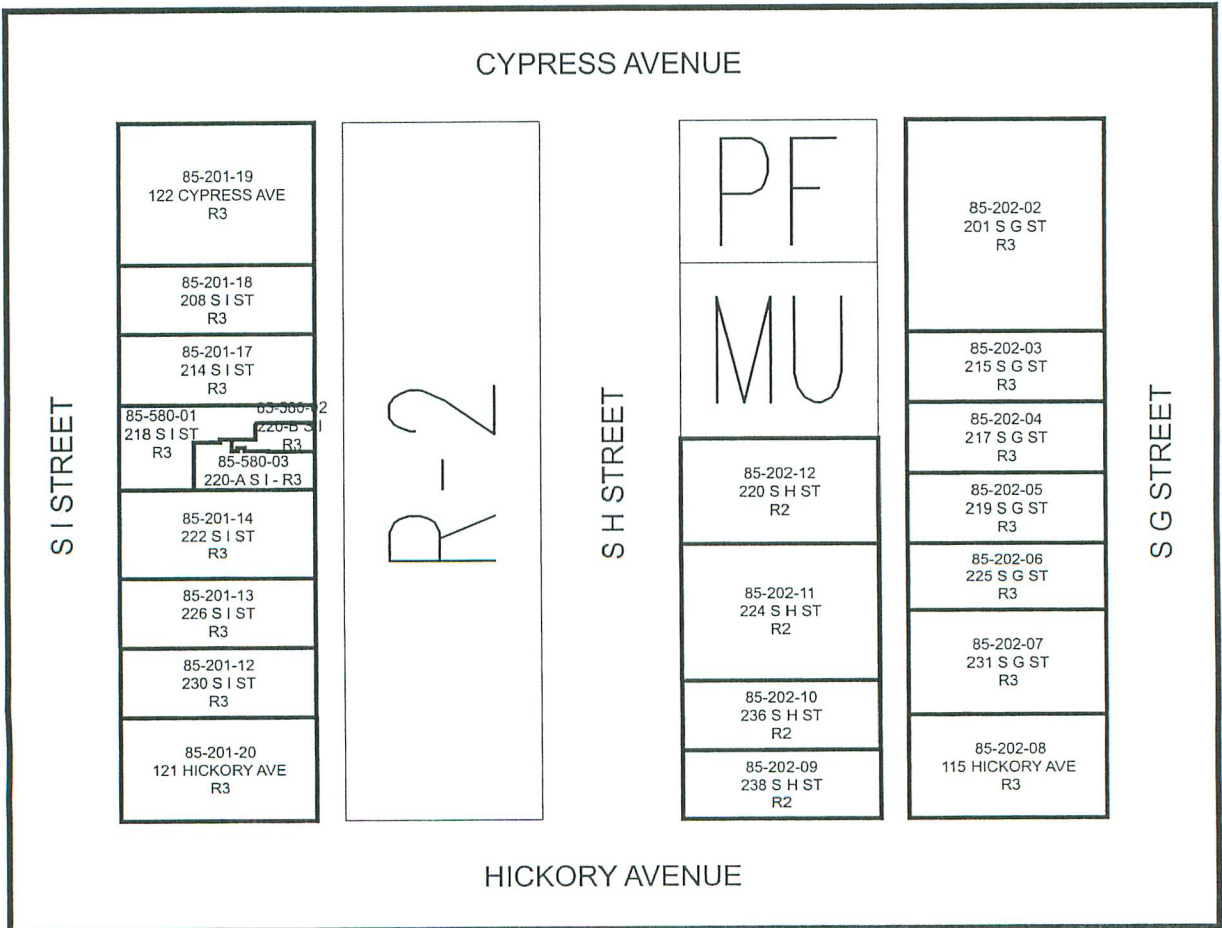 CYPRESS AVENUE
S I STREET
85-201-19
122 CYPRESS AVE
R3
85-201-18
208 S I ST
R3
85-201-17
214 S I ST
R3
85-580-01
218 S I ST
R3
85-580-02
220-B S I
R3
85-580-03
220-A S I - R3
85-201-14
222 S I ST
R3
85-201-13
226 S I ST
R3
85-201-12
230 S I ST
R3
85-201-20
121 HICKORY AVE
R3
R-2
S H STREET
PF
MU
85-202-12
220 S H ST
R2
85-202-11
224 S H ST
R2
85-202-10
236 S H ST
R2
85-202-09
238 S H ST
R2
85-202-02
201 S G ST
R3
85-202-03
215 S G ST
R3
85-202-04
217 S G ST
R3
85-202-05
219 S G ST
R3
85-202-06
225 S G ST
R3
85-202-07
231 S G ST
R3
85-202-08
115 HICKORY AVE
R3
S G STREET
HICKORY AVENUE